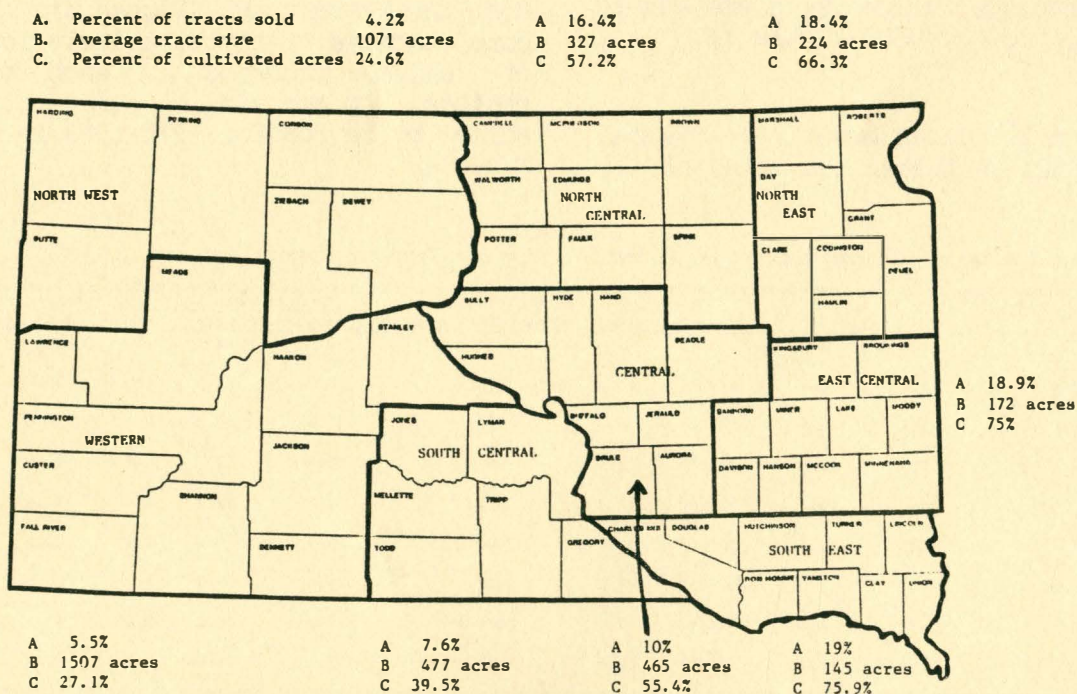 A. Percent of tracts sold 4.2%
B. Average tract size 1071 acres
C. Percent of cultivated acres 24.6%
A 16.4%
B 327 acres
C 57.2%
A 18.4%
B 224 acres
C 66.3%
HARDING
PERKINS
CORSON
CAMPBELL
MCPHERSON
BROWN
MARSHALL
ROBERTS
NORTH WEST
ZIEBACH
DEWEY
WALWORTH
EDMUNDS
NORTH
CENTRAL
DAY
NORTH
EAST
GRANT
BUTTE
MEADE
POTTER
FAULK
SPINK
CLARK
CODINGTON
DEUEL
HAMLIN
SULLY
HYDE
HAND
STANLEY
LAWRENCE
HAAKON
HUGHES
CENTRAL
BEADLE
KINGSBURY
BROOKINGS
EAST CENTRAL
A 18.9%
B 172 acres
C 75%
PENNINGTON
WESTERN
JONES
LYMAN
SOUTH CENTRAL
BUFFALO
JERAULD
SANBORN
MINER
LAKE
MOODY
CUSTER
JACKSON
BRULE
AURORA
DAVISON
HANSON
MCCOOK
MINNEHAHA
SHANNON
MELLETTE
TRIPP
FALL RIVER
BENNETT
TODD
GREGORY
CHARLES MIX
DOUGLAS
HUTCHINSON
TURNER
LINCOLN
SOUTH EAST
BON HOMME
YANKTON
CLAY
UNION
A 5.5%
B 1507 acres
C 27.1%
A 7.6%
B 477 acres
C 39.5%
A 10%
B 465 acres
C 55.4%
A 19%
B 145 acres
C 75.9%